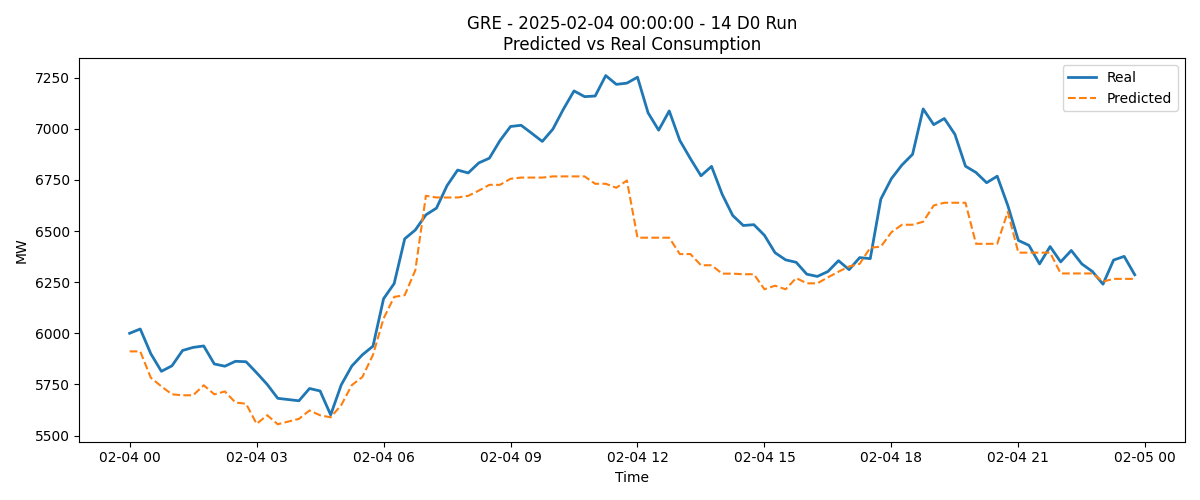 GRE - 2025-02-04 00:00:00 - 14 D0 Run
Predicted vs Real Consumption
Real
Predicted
MW
7250
7000
6750
6500
6250
6000
5750
5500
02-04 00
02-04 03
02-04 06
02-04 09
02-04 12
02-04 15
02-04 18
02-04 21
02-05 00
Time